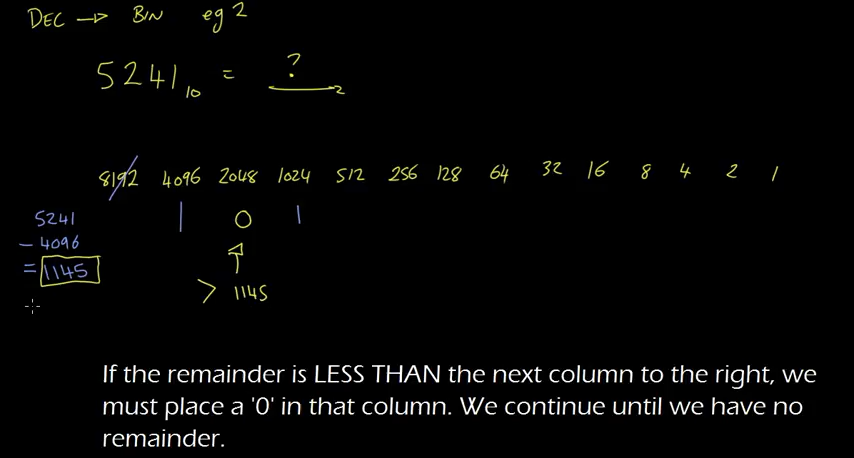 DEC → BIN eg 2
5241₁₀ = ?₂
8192 4096 2048 1024 512 256 128 64 32 16 8 4 2 1
5241 1 0 1
- 4096
= 1145
> 1145
If the remainder is LESS THAN the next column to the right, we
must place a '0' in that column. We continue until we have no
remainder.